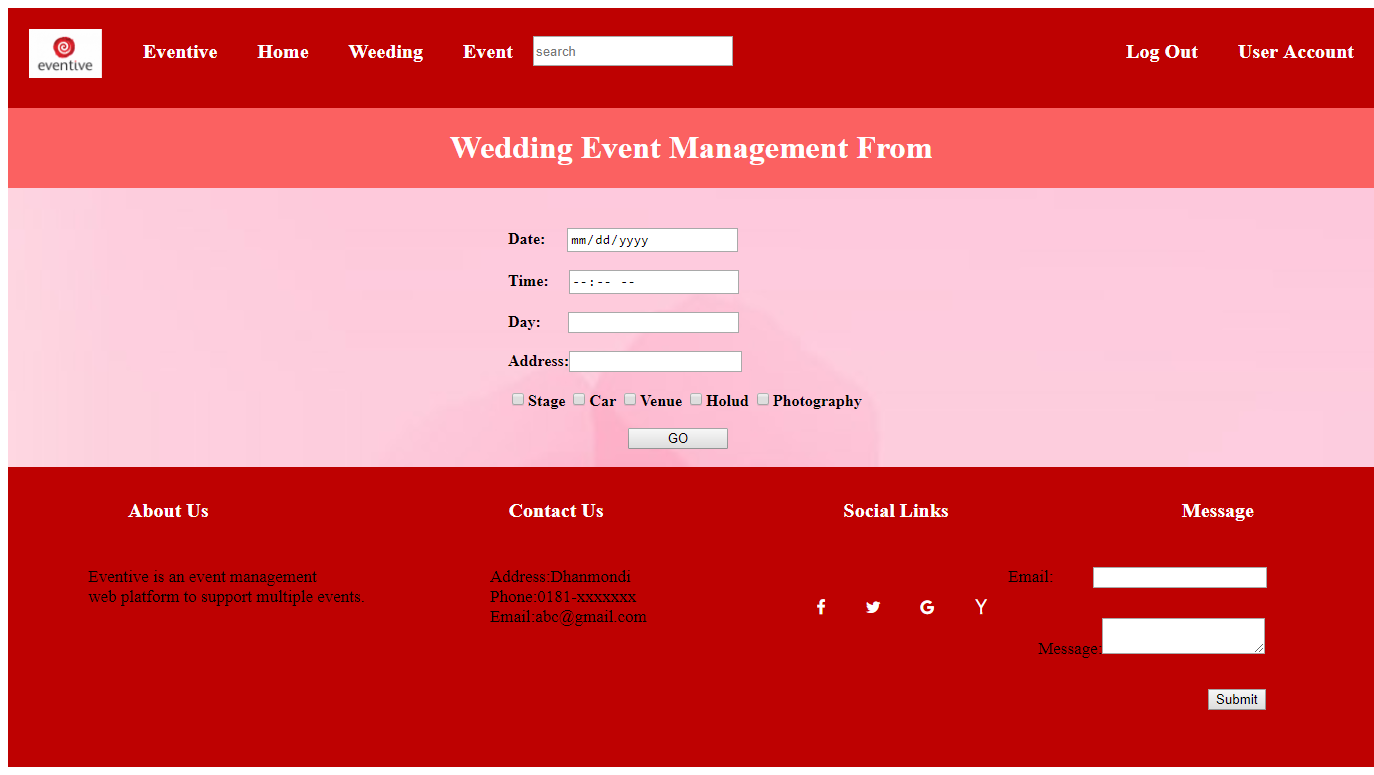 eventive Eventive Home Weeding Event search Log Out User Account
Wedding Event Management From
Date: mm/dd/yyyy
Time: --:-- --
Day:
Address:
Stage Car Venue Holud Photography
GO
About Us Contact Us Social Links Message
Eventive is an event management
web platform to support multiple events.
Address:Dhanmondi
Phone:0181-xxxxxxx
Email:abc@gmail.com
Email:
Message:
Submit